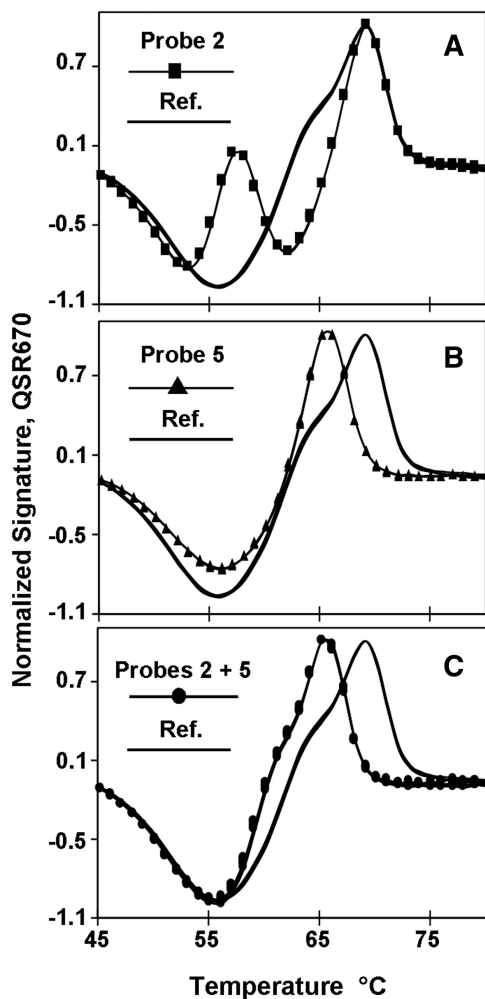 A
Probe 2
Ref.
0.7
0.1
-0.5
-1.1
B
Probe 5
Ref.
0.7
0.1
-0.5
-1.1
C
Probes 2 + 5
Ref.
0.7
0.1
-0.5
-1.1
45 55 65 75
Temperature °C
Normalized Signature, QSR670